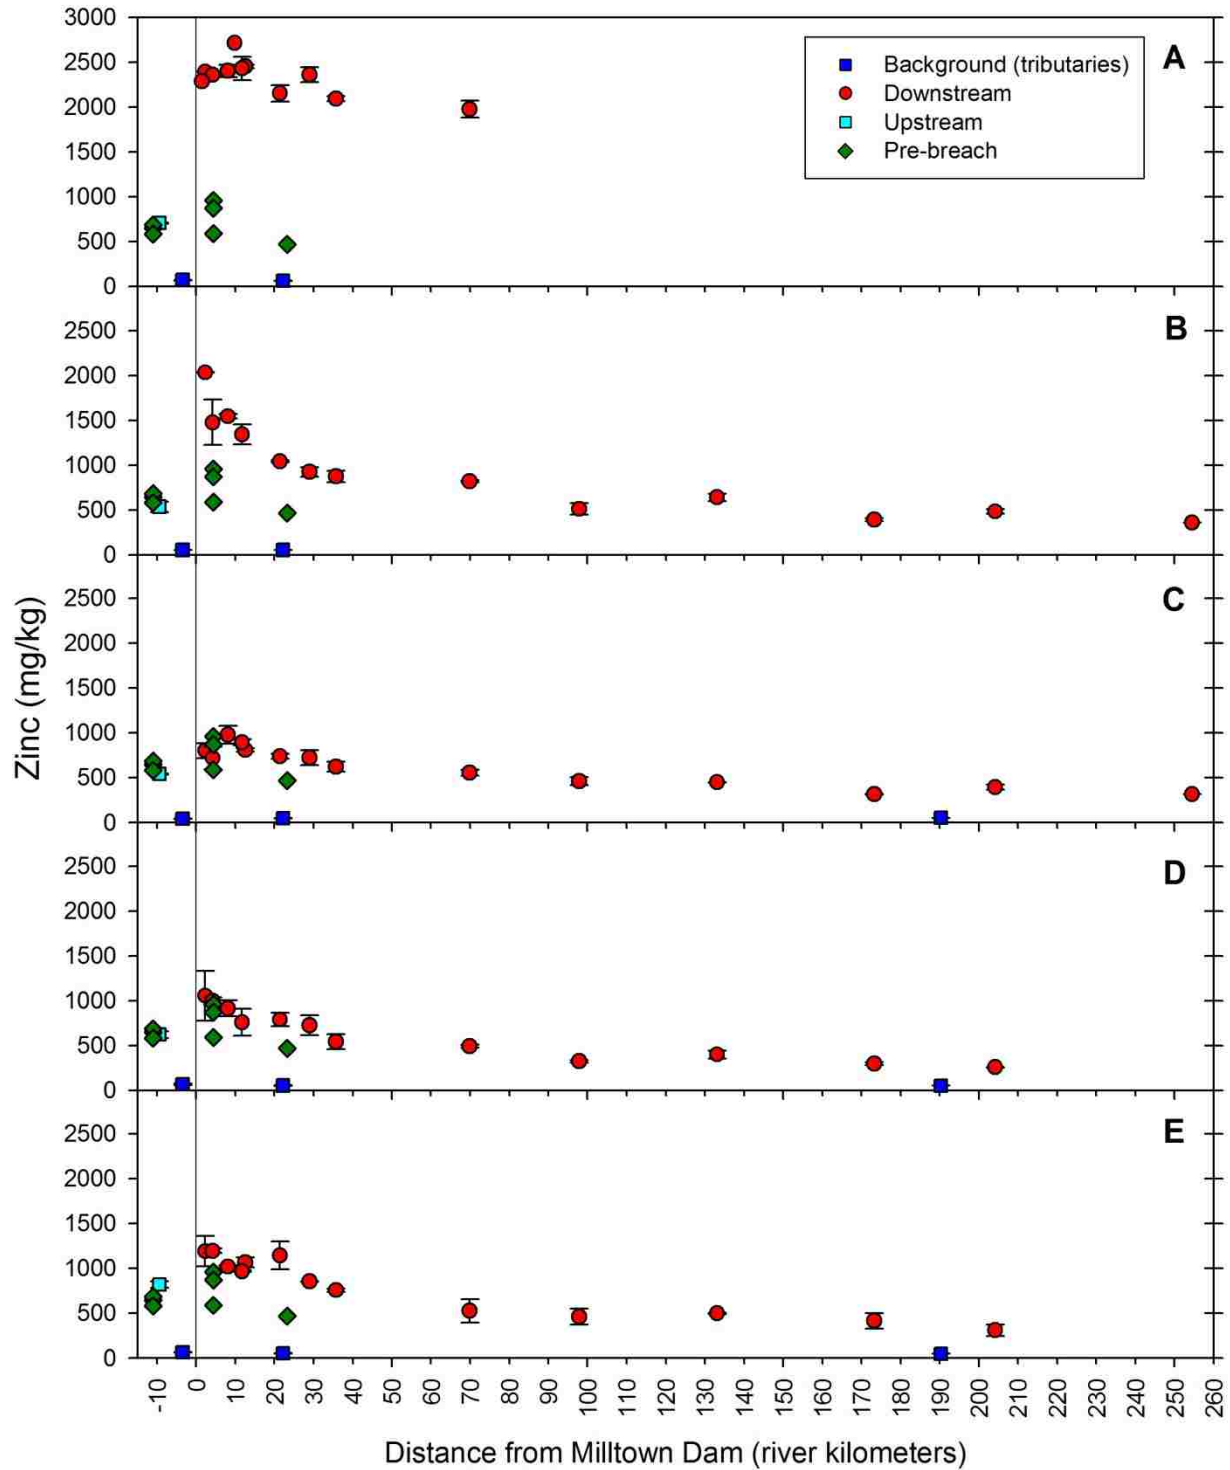 3000
2500
2000
1500
1000
500
0
A
Background (tributaries)
Downstream
Upstream
Pre-breach
2500
2000
1500
1000
500
0
B
Zinc (mg/kg)
2500
2000
1500
1000
500
0
C
2500
2000
1500
1000
500
0
D
2500
2000
1500
1000
500
0
E
-10 0 10 20 30 40 50 60 70 80 90 100 110 120 130 140 150 160 170 180 190 200 210 220 230 240 250 260
Distance from Milltown Dam (river kilometers)